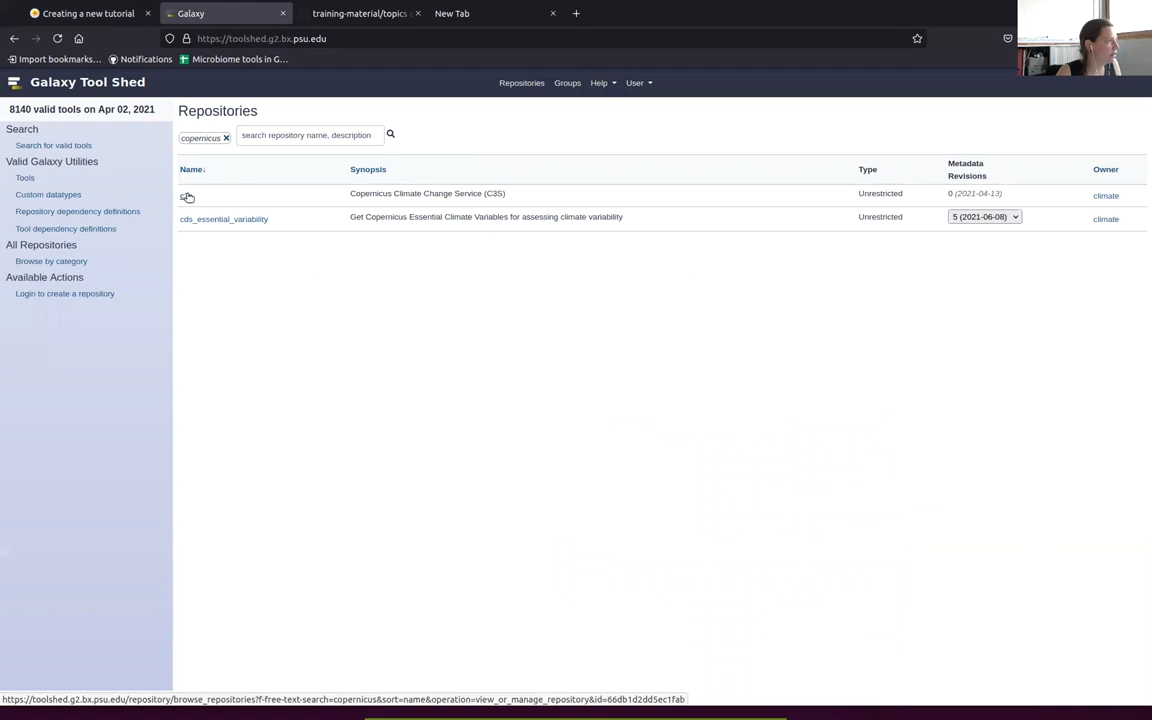 Creating a new tutorial
Galaxy
training-material/topics
New Tab
https://toolshed.g2.bx.psu.edu
Import bookmarks...
Notifications
Microbiome tools in G...
Galaxy Tool Shed
Repositories
Groups
Help
User
8140 valid tools on Apr 02, 2021
Search
Search for valid tools
Valid Galaxy Utilities
Tools
Custom datatypes
Repository dependency definitions
Tool dependency definitions
All Repositories
Browse by category
Available Actions
Login to create a repository
Repositories
copernicus
search repository name, description
Name↓
Synopsis
Type
Metadata
Revisions
Owner
Copernicus Climate Change Service (C3S)
Unrestricted
0 (2021-04-13)
climate
cds_essential_variability
Get Copernicus Essential Climate Variables for assessing climate variability
Unrestricted
5 (2021-06-08)
climate
https://toolshed.g2.bx.psu.edu/repository/browse_repositories?f-free-text-search=copernicus&sort=name&operation=view_or_manage_repository&id=66db1d2dd5ec1fab